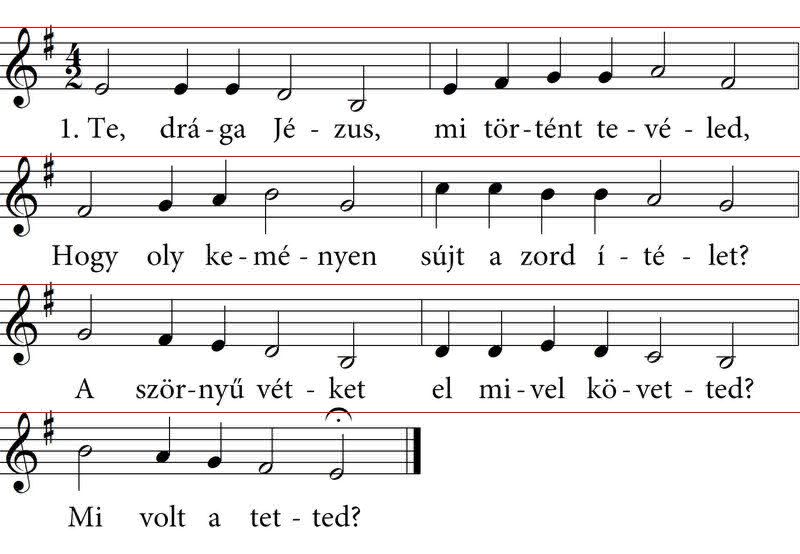 4
2
1. Te, drá - ga Jé - zus, mi tör - tént te - vé - led,
Hogy oly ke - mé - nyen sújt a zord í - té - let?
A ször - nyű vét - ket el mi - vel kö - vet - ted?
Mi volt a tet - ted?